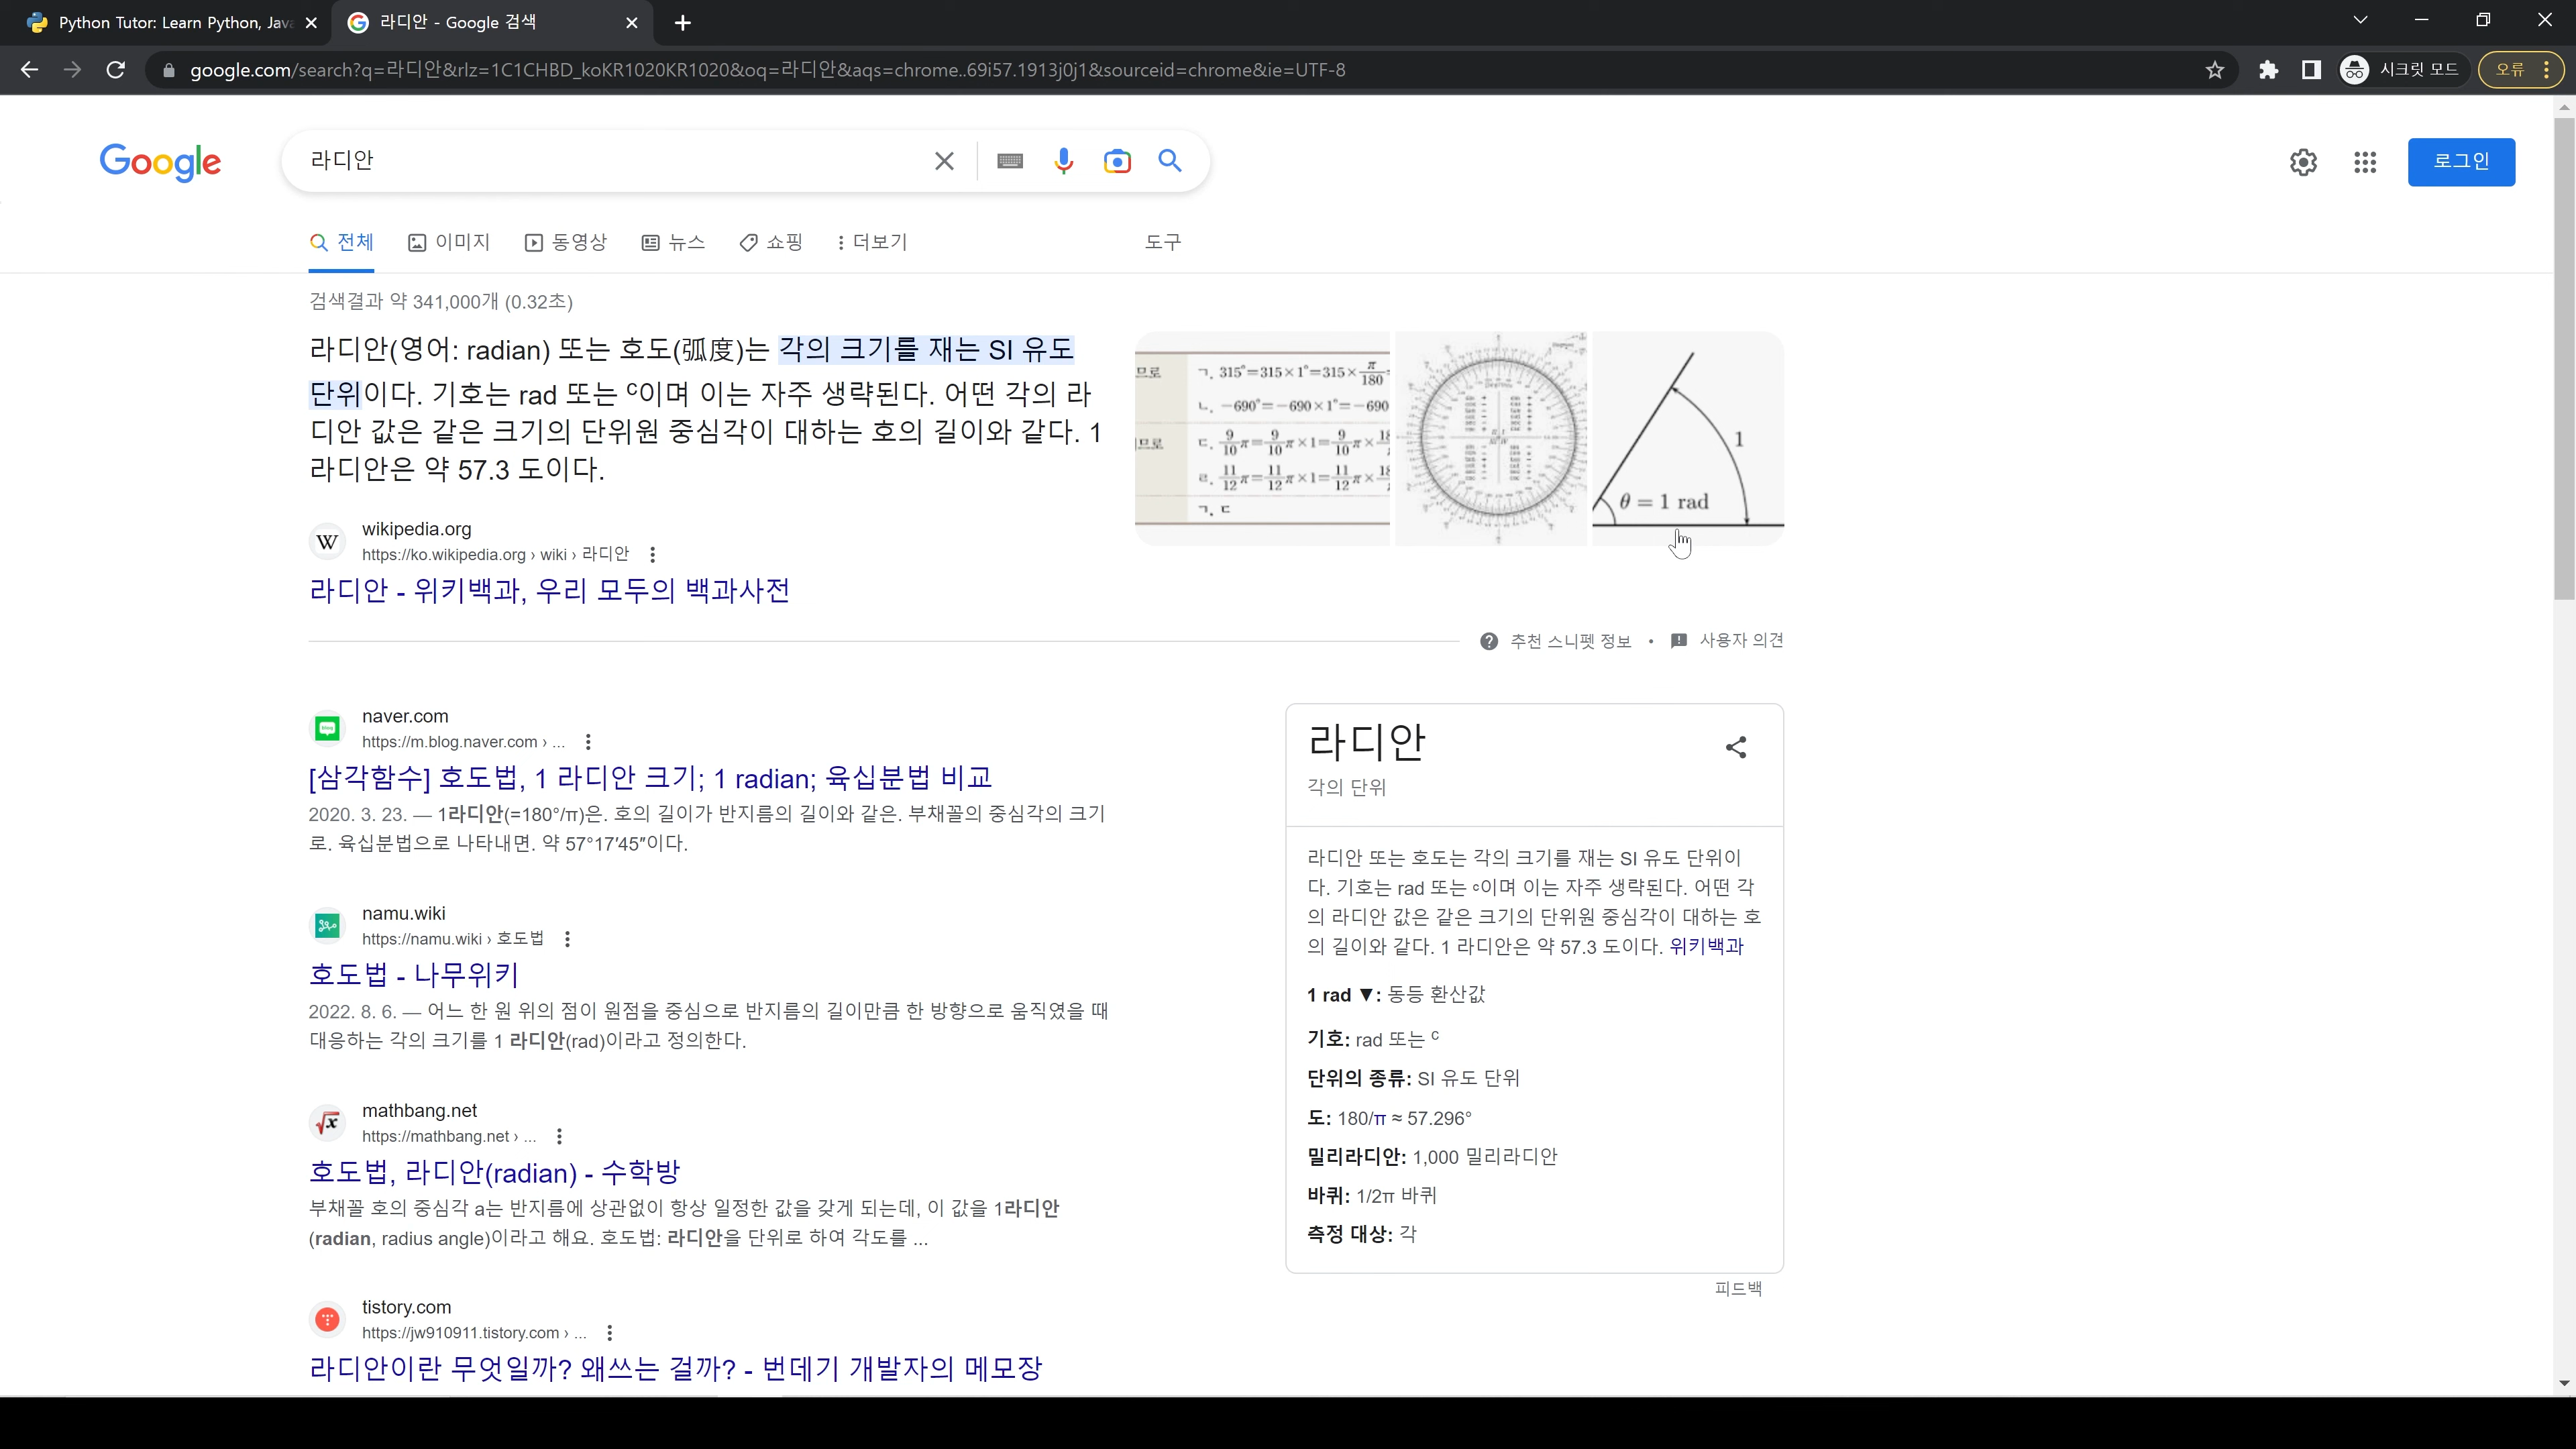 Python Tutor: Learn Python, Java
라디안 - Google 검색
google.com/search?q=라디안&rlz=1C1CHBD_koKR1020KR1020&oq=라디안&aqs=chrome..69i57.1913j0j1&sourceid=chrome&ie=UTF-8
시크릿 모드
오류
Google
라디안
로그인
전체
이미지
동영상
뉴스
쇼핑
더보기
도구
검색결과 약 341,000개 (0.32초)
라디안(영어: radian) 또는 호도(弧度)는 각의 크기를 재는 SI 유도
단위이다. 기호는 rad 또는 ᶜ이며 이는 자주 생략된다. 어떤 각의 라
디안 값은 같은 크기의 단위원 중심각이 대하는 호의 길이와 같다. 1
라디안은 약 57.3 도이다.
므로
ㄱ. 315°=315×1°=315×π/180=
ㄴ. −690°=−690×1°=−690
므로
ㄷ. 9/10π=9/10π×1=9/10π×18
ㄹ. 11/12π=11/12π×1=11/12π×18
ㄱ, ㄷ
1
θ = 1 rad
W
wikipedia.org
https://ko.wikipedia.org › wiki › 라디안
라디안 - 위키백과, 우리 모두의 백과사전
추천 스니펫 정보 • 사용자 의견
naver.com
https://m.blog.naver.com › ...
[삼각함수] 호도법, 1 라디안 크기; 1 radian; 육십분법 비교
2020. 3. 23. — 1라디안(=180°/π)은. 호의 길이가 반지름의 길이와 같은. 부채꼴의 중심각의 크기
로. 육십분법으로 나타내면. 약 57°17′45″이다.
namu.wiki
https://namu.wiki › 호도법
호도법 - 나무위키
2022. 8. 6. — 어느 한 원 위의 점이 원점을 중심으로 반지름의 길이만큼 한 방향으로 움직였을 때
대응하는 각의 크기를 1 라디안(rad)이라고 정의한다.
√x
mathbang.net
https://mathbang.net › ...
호도법, 라디안(radian) - 수학방
부채꼴 호의 중심각 a는 반지름에 상관없이 항상 일정한 값을 갖게 되는데, 이 값을 1라디안
(radian, radius angle)이라고 해요. 호도법: 라디안을 단위로 하여 각도를 ...
tistory.com
https://jw910911.tistory.com › ...
라디안이란 무엇일까? 왜쓰는 걸까? - 번데기 개발자의 메모장
라디안
각의 단위
라디안 또는 호도는 각의 크기를 재는 SI 유도 단위이
다. 기호는 rad 또는 ᶜ이며 이는 자주 생략된다. 어떤 각
의 라디안 값은 같은 크기의 단위원 중심각이 대하는 호
의 길이와 같다. 1 라디안은 약 57.3 도이다. 위키백과
1 rad ▼: 동등 환산값
기호: rad 또는 ᶜ
단위의 종류: SI 유도 단위
도: 180/π ≈ 57.296°
밀리라디안: 1,000 밀리라디안
바퀴: 1/2π 바퀴
측정 대상: 각
피드백